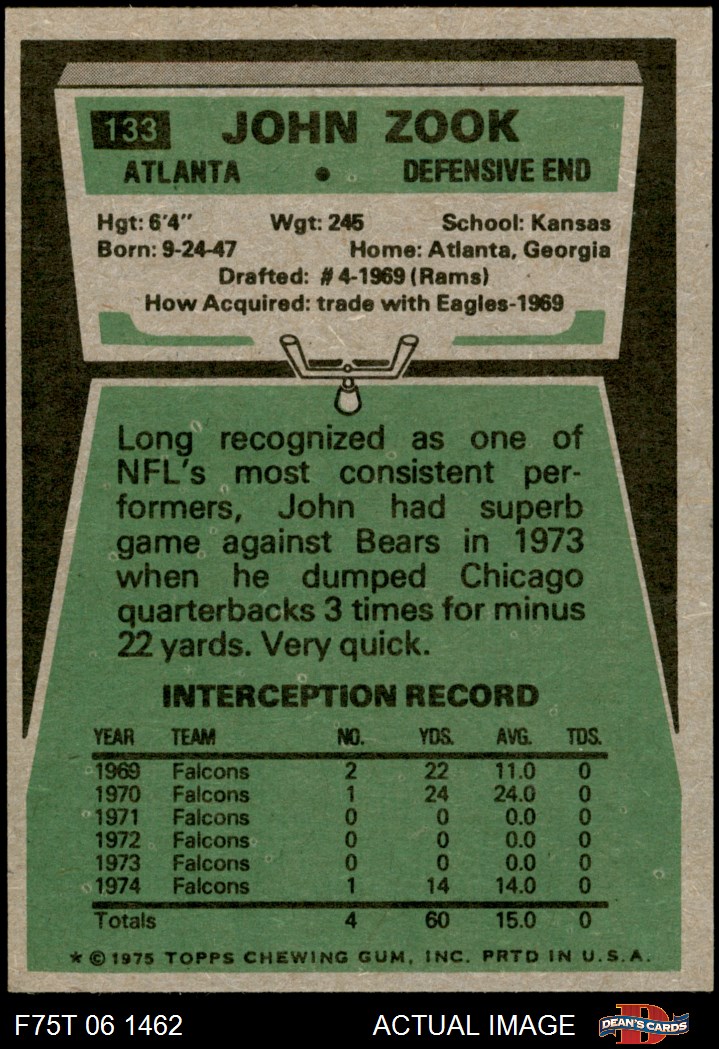 133 JOHN ZOOK
ATLANTA • DEFENSIVE END
Hgt: 6'4" Wgt: 245 School: Kansas
Born: 9-24-47 Home: Atlanta, Georgia
Drafted: #4-1969 (Rams)
How Acquired: trade with Eagles-1969
Long recognized as one of
NFL's most consistent per-
formers, John had superb
game against Bears in 1973
when he dumped Chicago
quarterbacks 3 times for minus
22 yards. Very quick.
INTERCEPTION RECORD
YEAR TEAM NO. YDS. AVG. TDS.
1969 Falcons 2 22 11.0 0
1970 Falcons 1 24 24.0 0
1971 Falcons 0 0 0.0 0
1972 Falcons 0 0 0.0 0
1973 Falcons 0 0 0.0 0
1974 Falcons 1 14 14.0 0
Totals 4 60 15.0 0
* © 1975 TOPPS CHEWING GUM, INC. PRTD IN U.S.A.
F75T 06 1462 ACTUAL IMAGE D DEAN'S CARDS